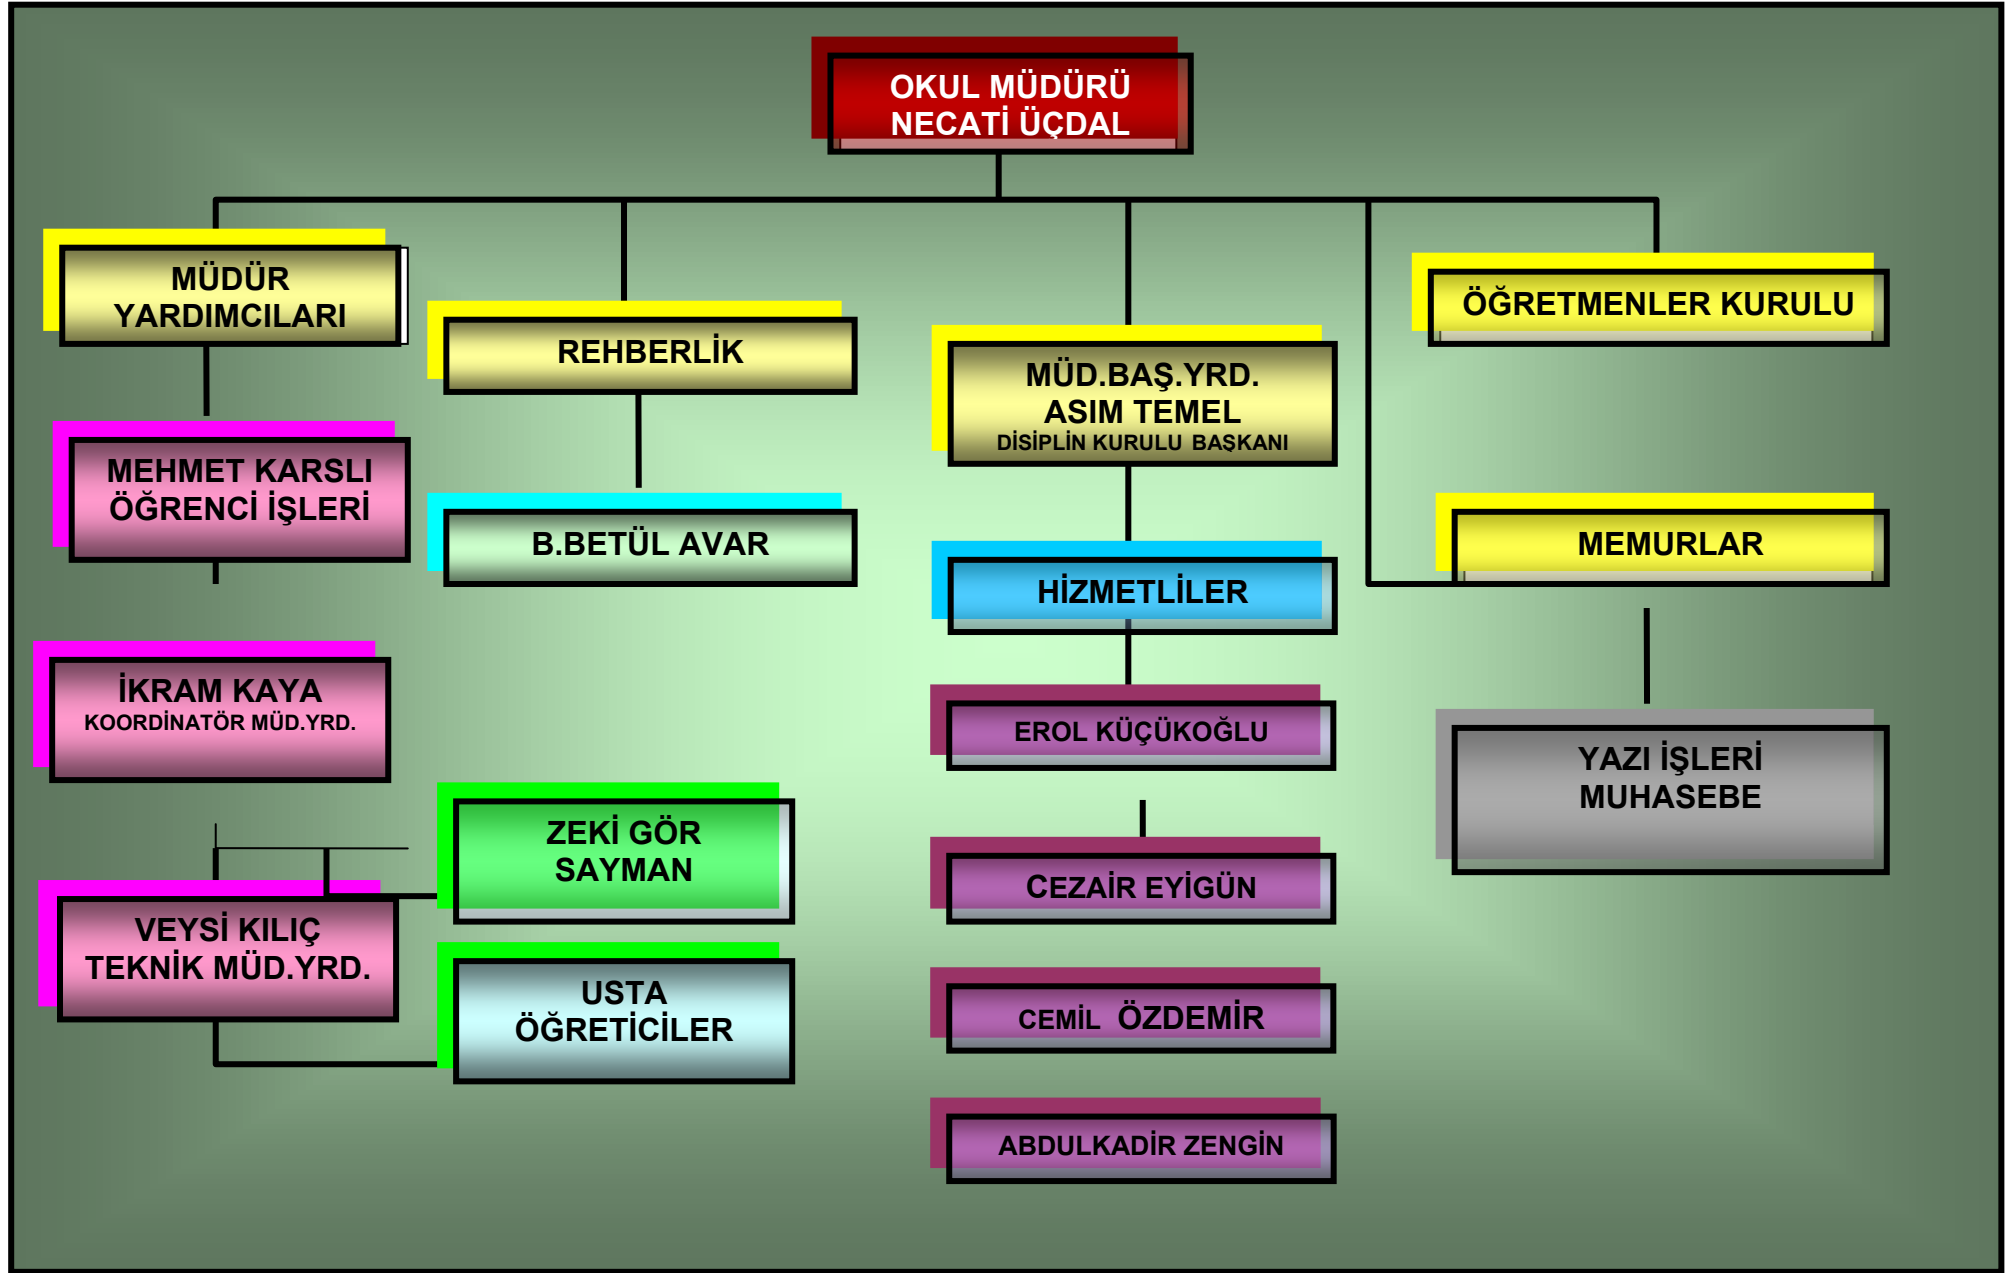 OKUL MÜDÜRÜ
NECATİ ÜÇDAL
MÜDÜR
YARDIMCILARI
REHBERLİK
MÜD.BAŞ.YRD.
ASIM TEMEL
DİSİPLİN KURULU BAŞKANI
ÖĞRETMENLER KURULU
MEHMET KARSLI
ÖĞRENCİ İŞLERİ
B.BETÜL AVAR
HİZMETLİLER
MEMURLAR
İKRAM KAYA
KOORDİNATÖR MÜD.YRD.
EROL KÜÇÜKOĞLU
YAZI İŞLERİ
MUHASEBE
ZEKİ GÖR
SAYMAN
CEZAİR EYİGÜN
VEYSİ KILIÇ
TEKNİK MÜD.YRD.
USTA
ÖĞRETİCİLER
CEMİL ÖZDEMİR
ABDULKADİR ZENGİN